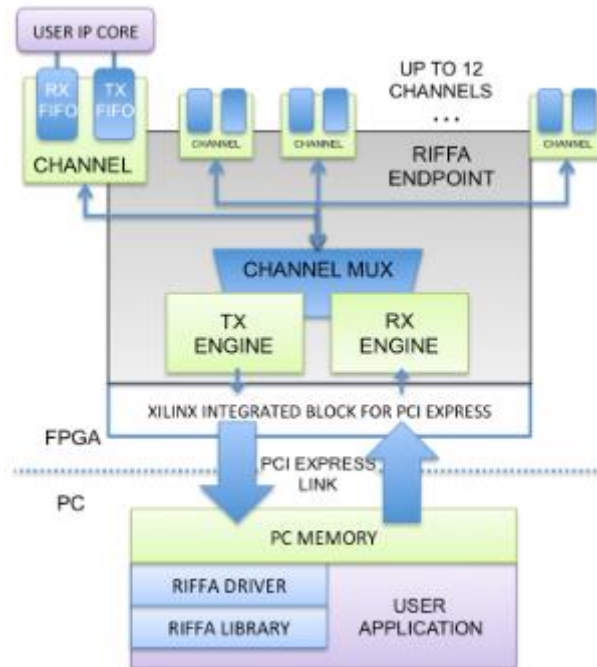 USER IP CORE
RX
FIFO
TX
FIFO
CHANNEL
CHANNEL
CHANNEL
UP TO 12
CHANNELS
...
CHANNEL
RIFFA
ENDPOINT
CHANNEL MUX
TX
ENGINE
RX
ENGINE
XILINX INTEGRATED BLOCK FOR PCI EXPRESS
FPGA
PCI EXPRESS
LINK
PC
PC MEMORY
RIFFA DRIVER
RIFFA LIBRARY
USER
APPLICATION